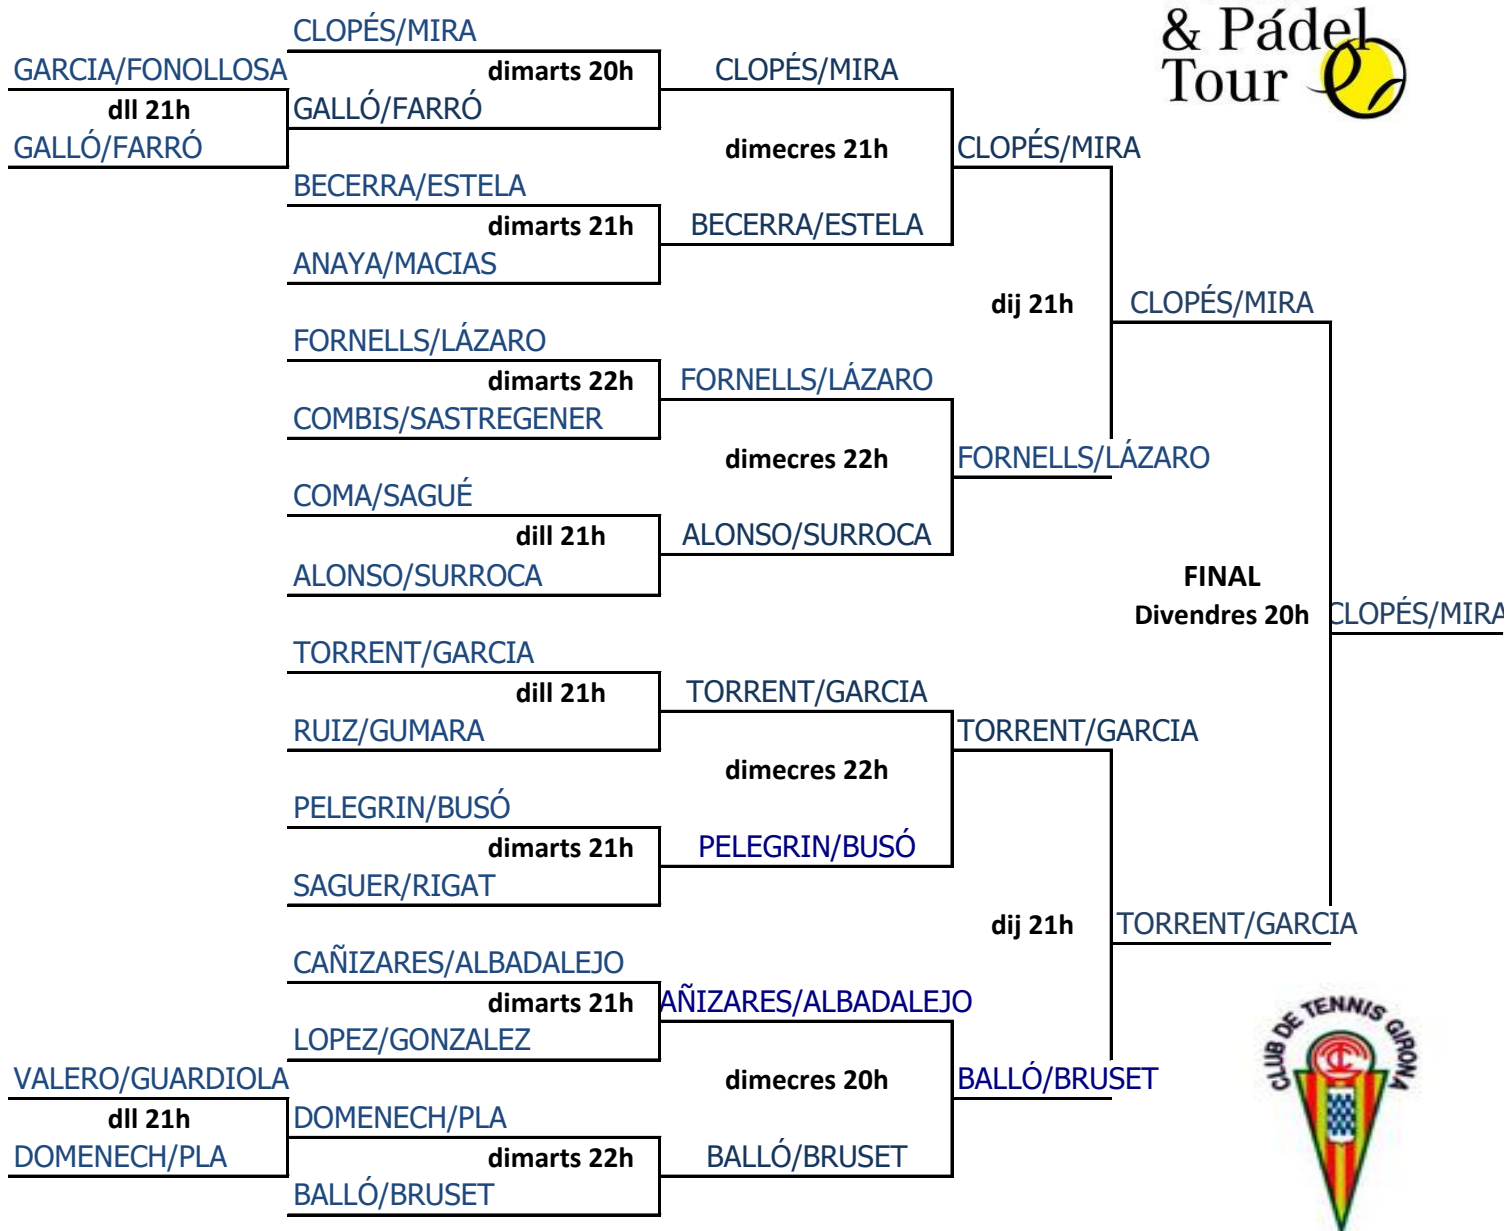 & Pádel
Tour
CLOPÉS/MIRA
GARCIA/FONOLLOSA
dimarts 20h
CLOPÉS/MIRA
dll 21h
GALLÓ/FARRÓ
GALLÓ/FARRÓ
dimecres 21h
CLOPÉS/MIRA
BECERRA/ESTELA
dimarts 21h
BECERRA/ESTELA
ANAYA/MACIAS
dij 21h
CLOPÉS/MIRA
FORNELLS/LÁZARO
dimarts 22h
FORNELLS/LÁZARO
COMBIS/SASTREGENER
dimecres 22h
FORNELLS/LÁZARO
COMA/SAGUÉ
dill 21h
ALONSO/SURROCA
ALONSO/SURROCA
FINAL
Divendres 20h
CLOPÉS/MIRA
TORRENT/GARCIA
dill 21h
TORRENT/GARCIA
RUIZ/GUMARA
TORRENT/GARCIA
dimecres 22h
PELEGRIN/BUSÓ
dimarts 21h
PELEGRIN/BUSÓ
SAGUER/RIGAT
dij 21h
TORRENT/GARCIA
CAÑIZARES/ALBADALEJO
dimarts 21h
AÑIZARES/ALBADALEJO
LOPEZ/GONZALEZ
VALERO/GUARDIOLA
dimecres 20h
BALLÓ/BRUSET
dll 21h
DOMENECH/PLA
DOMENECH/PLA
dimarts 22h
BALLÓ/BRUSET
BALLÓ/BRUSET
CLUB DE TENNIS GIRONA